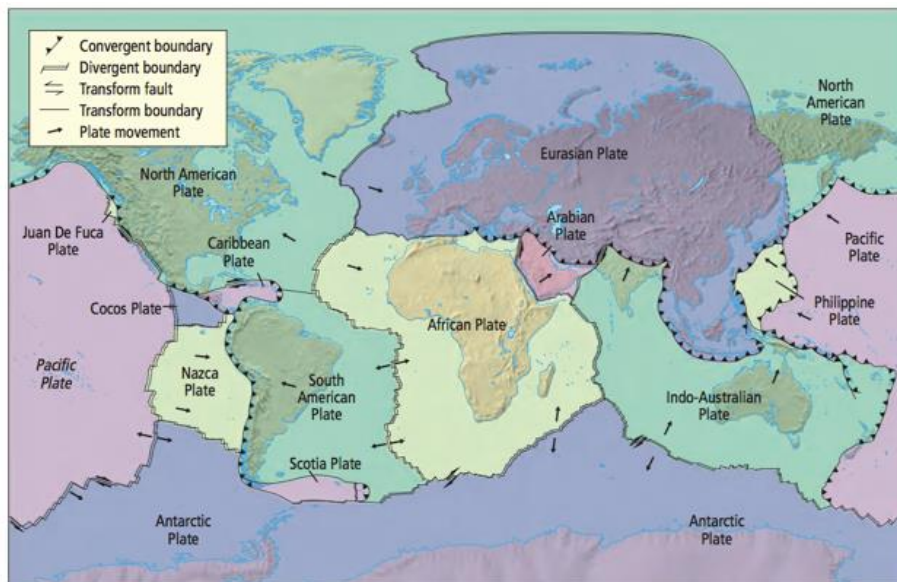 Convergent boundary
Divergent boundary
Transform fault
Transform boundary
Plate movement
North
American
Plate
North American
Plate
Eurasian Plate
Juan De Fuca
Plate
Caribbean
Plate
Arabian
Plate
Pacific
Plate
Cocos Plate
Philippine
Plate
African Plate
Pacific
Plate
Nazca
Plate
South
American
Plate
Indo-Australian
Plate
Scotia Plate
Antarctic
Plate
Antarctic
Plate